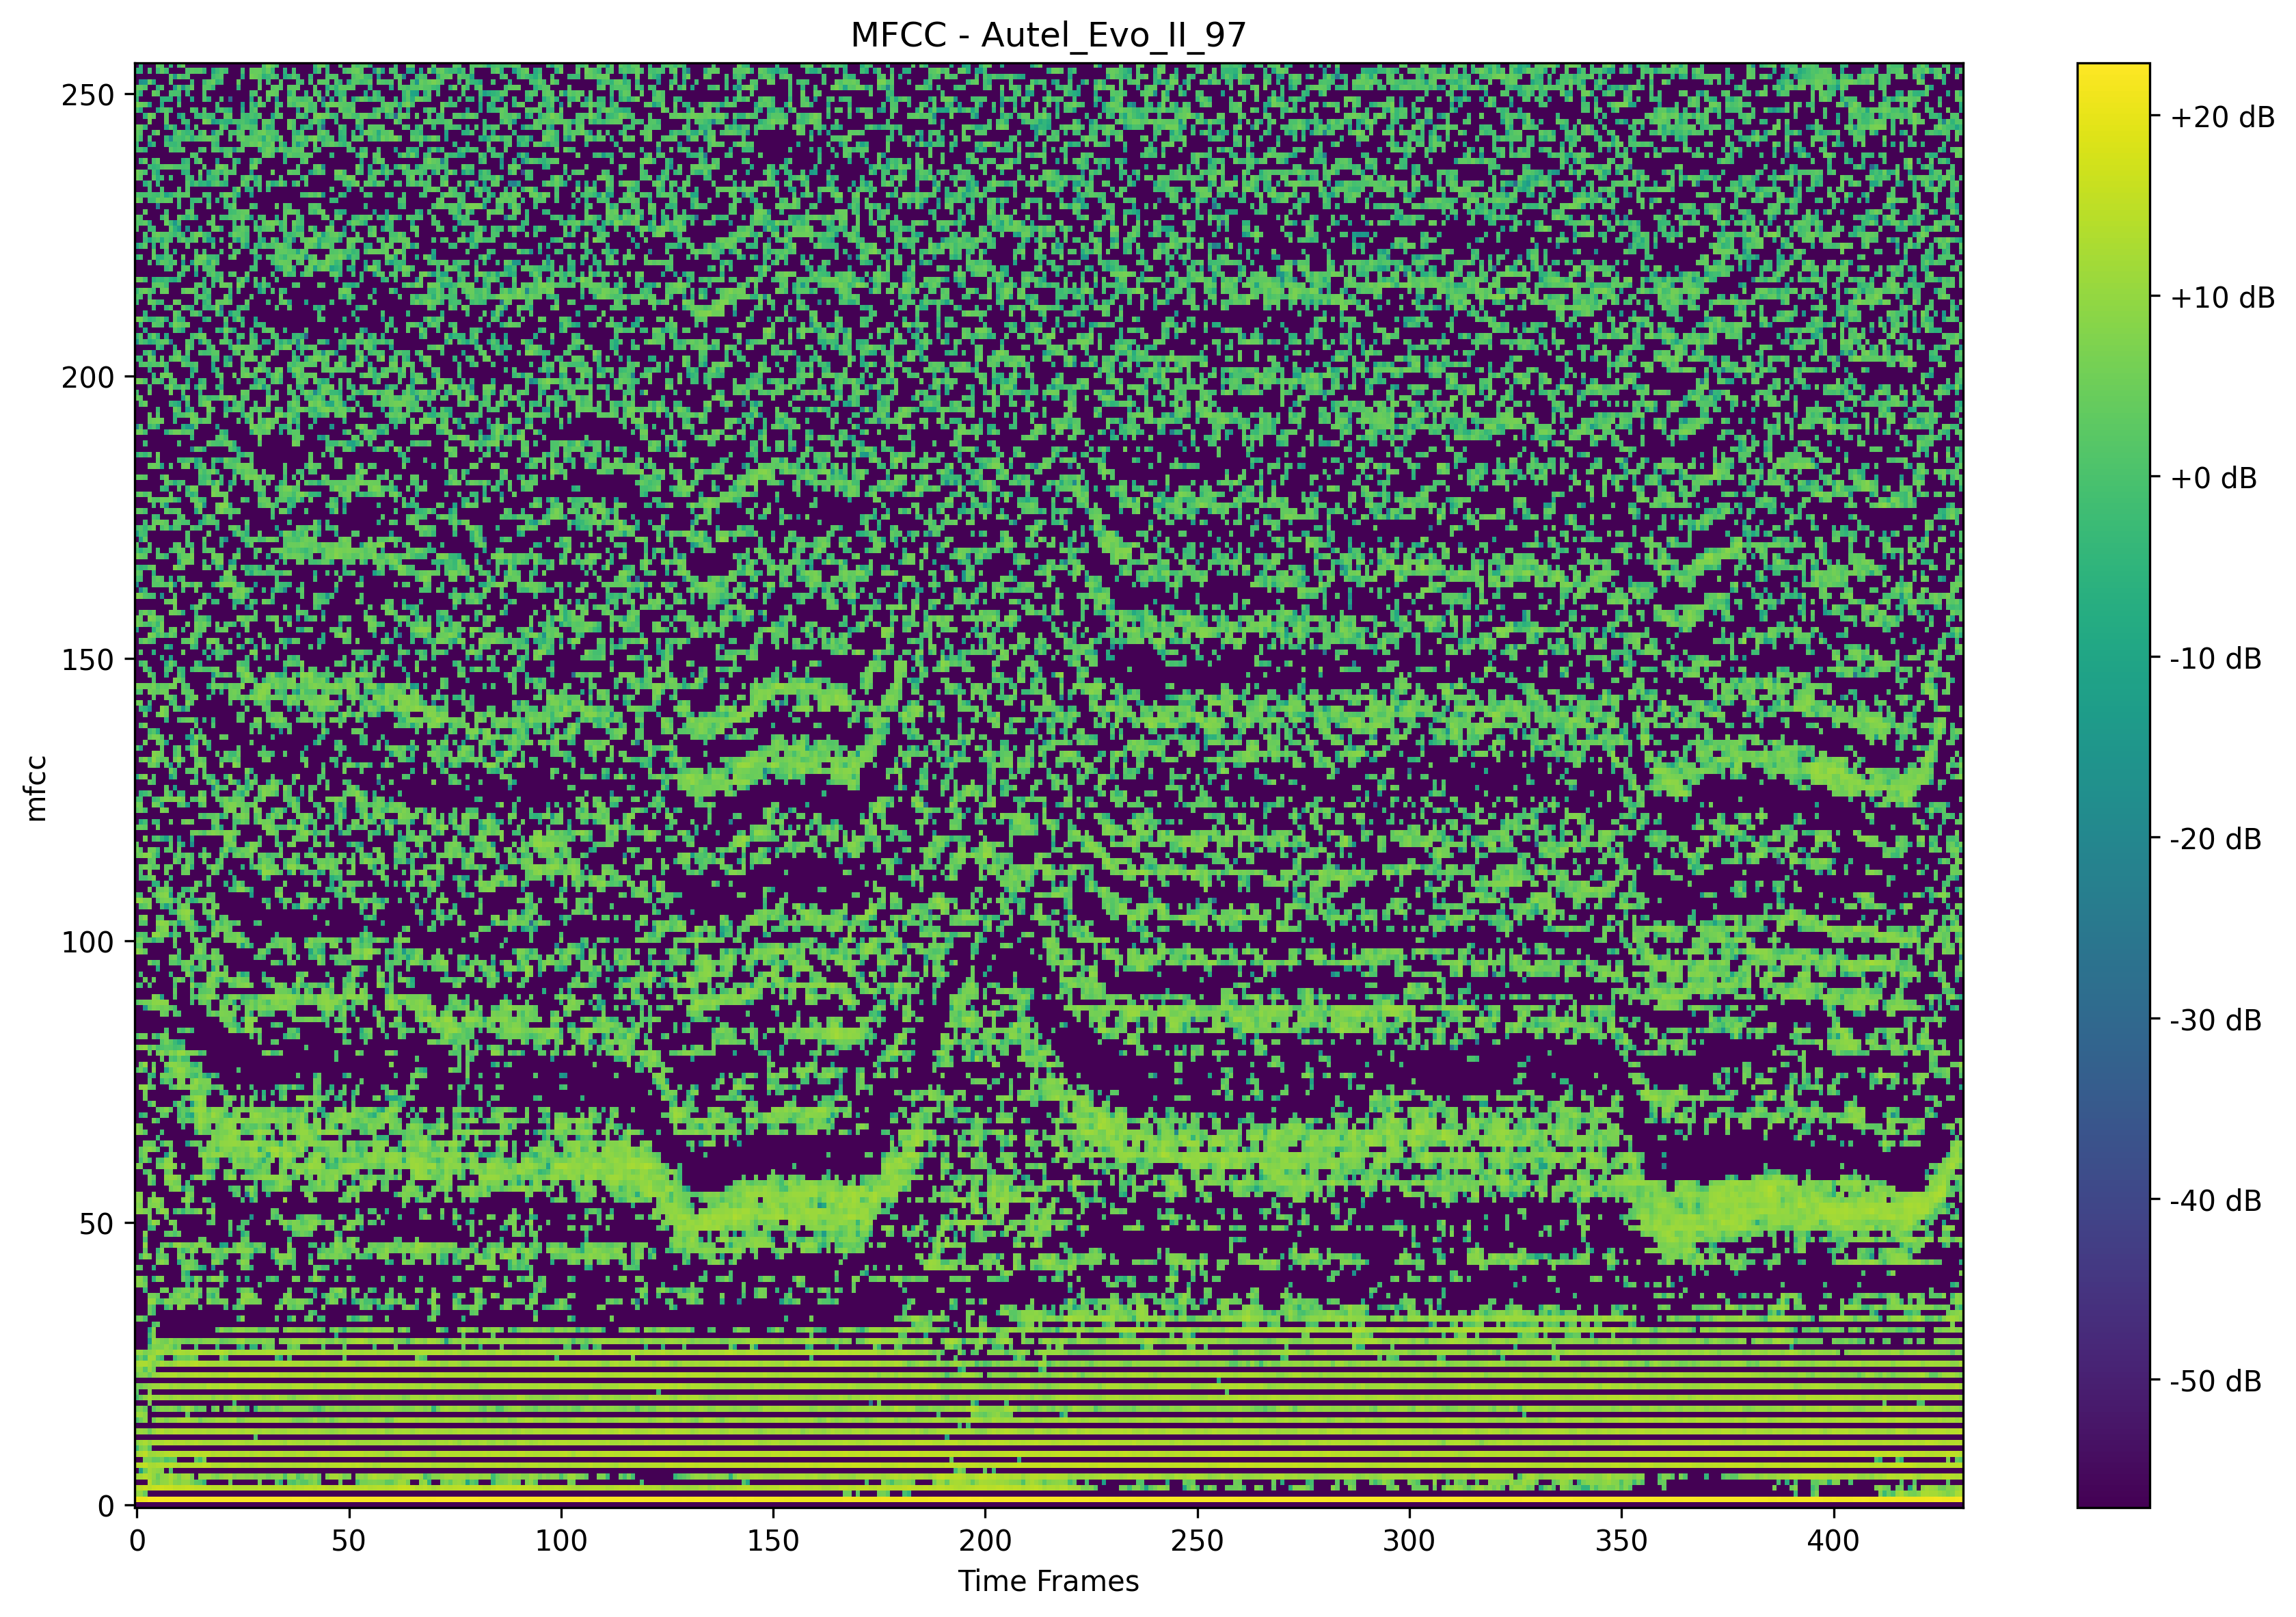 MFCC - Autel_Evo_II_97
mfcc
250
200
150
100
50
0
0 50 100 150 200 250 300 350 400
Time Frames
+20 dB
+10 dB
+0 dB
-10 dB
-20 dB
-30 dB
-40 dB
-50 dB